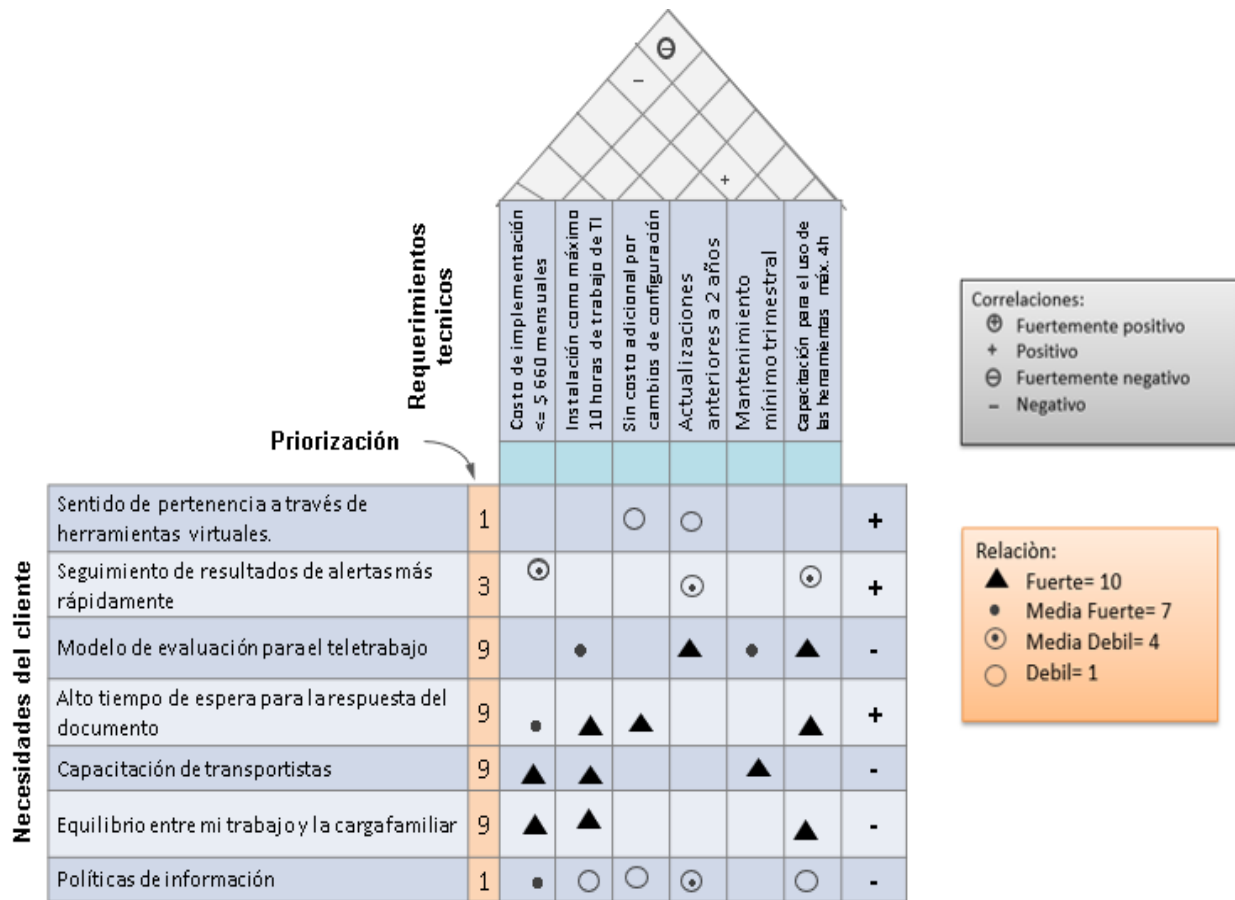 ⊖
−
+
Requerimientos
tecnicos
Costo de implementación
<= $ 660 mensuales
Instalación como máximo
10 horas de trabajo de TI
Sin costo adicional por
cambios de configuración
Actualizaciones
anteriores a 2 años
Mantenimiento
mínimo trimestral
Capacitación para el uso de
las herramientas máx. 4h
Priorización
Necesidades del cliente
Sentido de pertenencia a través de
herramientas virtuales.
1
+
Seguimiento de resultados de alertas más
rápidamente
3
+
Modelo de evaluación para el teletrabajo
9
-
Alto tiempo de espera para la respuesta del
documento
9
+
Capacitación de transportistas
9
-
Equilibrio entre mi trabajo y la carga familiar
9
-
Políticas de información
1
-
Correlaciones:
⊕ Fuertemente positivo
+ Positivo
⊖ Fuertemente negativo
− Negativo
Relaciòn:
▲ Fuerte= 10
● Media Fuerte= 7
⊙ Media Debil= 4
○ Debil= 1